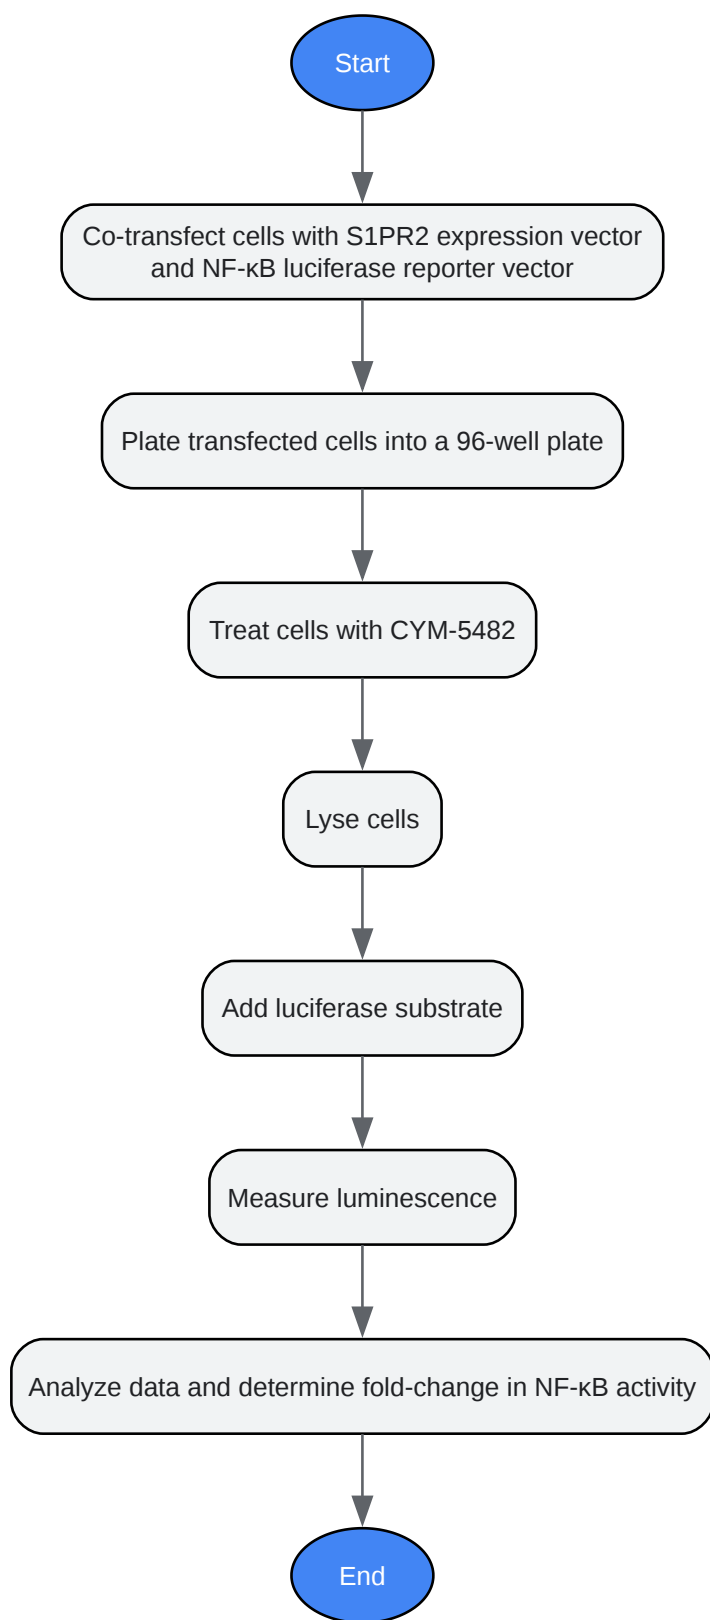 Start
Co-transfect cells with S1PR2 expression vector
and NF-κB luciferase reporter vector
Plate transfected cells into a 96-well plate
Treat cells with CYM-5482
Lyse cells
Add luciferase substrate
Measure luminescence
Analyze data and determine fold-change in NF-κB activity
End